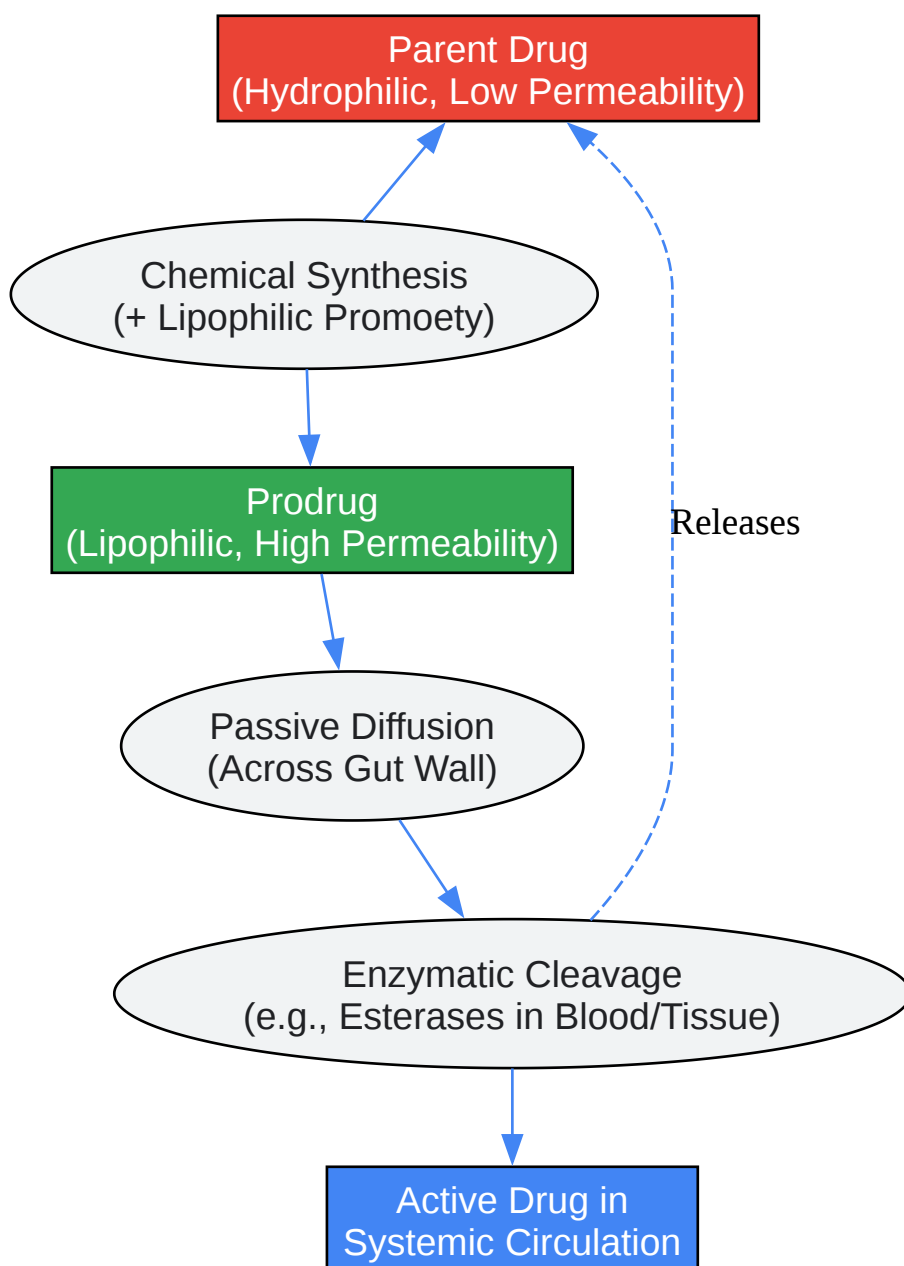 Parent Drug
(Hydrophilic, Low Permeability)
Chemical Synthesis
(+ Lipophilic Promoety)
Prodrug
(Lipophilic, High Permeability)
Releases
Passive Diffusion
(Across Gut Wall)
Enzymatic Cleavage
(e.g., Esterases in Blood/Tissue)
Active Drug in
Systemic Circulation